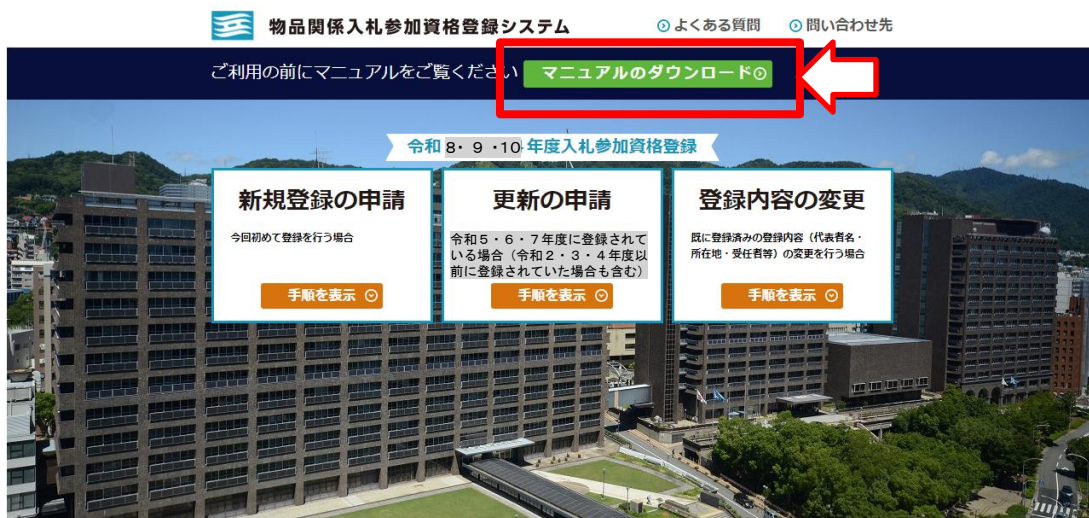 物品関係入札参加資格登録システム
よくある質問
問い合わせ先
ご利用の前にマニュアルをご覧ください
マニュアルのダウンロード
令和8・9・10年度入札参加資格登録
新規登録の申請
今回初めて登録を行う場合
手順を表示
更新の申請
令和5・6・7年度に登録されて
いる場合（令和2・3・4年度以
前に登録されていた場合も含む）
手順を表示
登録内容の変更
既に登録済みの登録内容（代表者名・
所在地・受任者等）の変更を行う場合
手順を表示